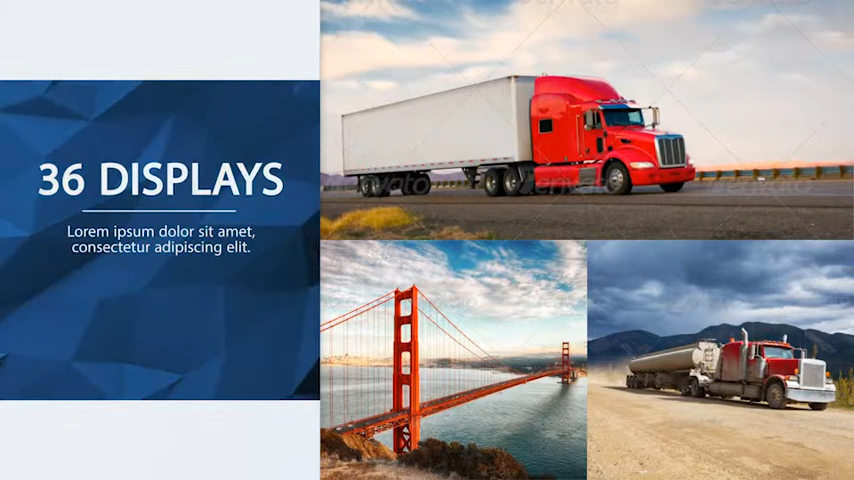 36 DISPLAYS
Lorem ipsum dolor sit amet,
consectetur adipiscing elit.